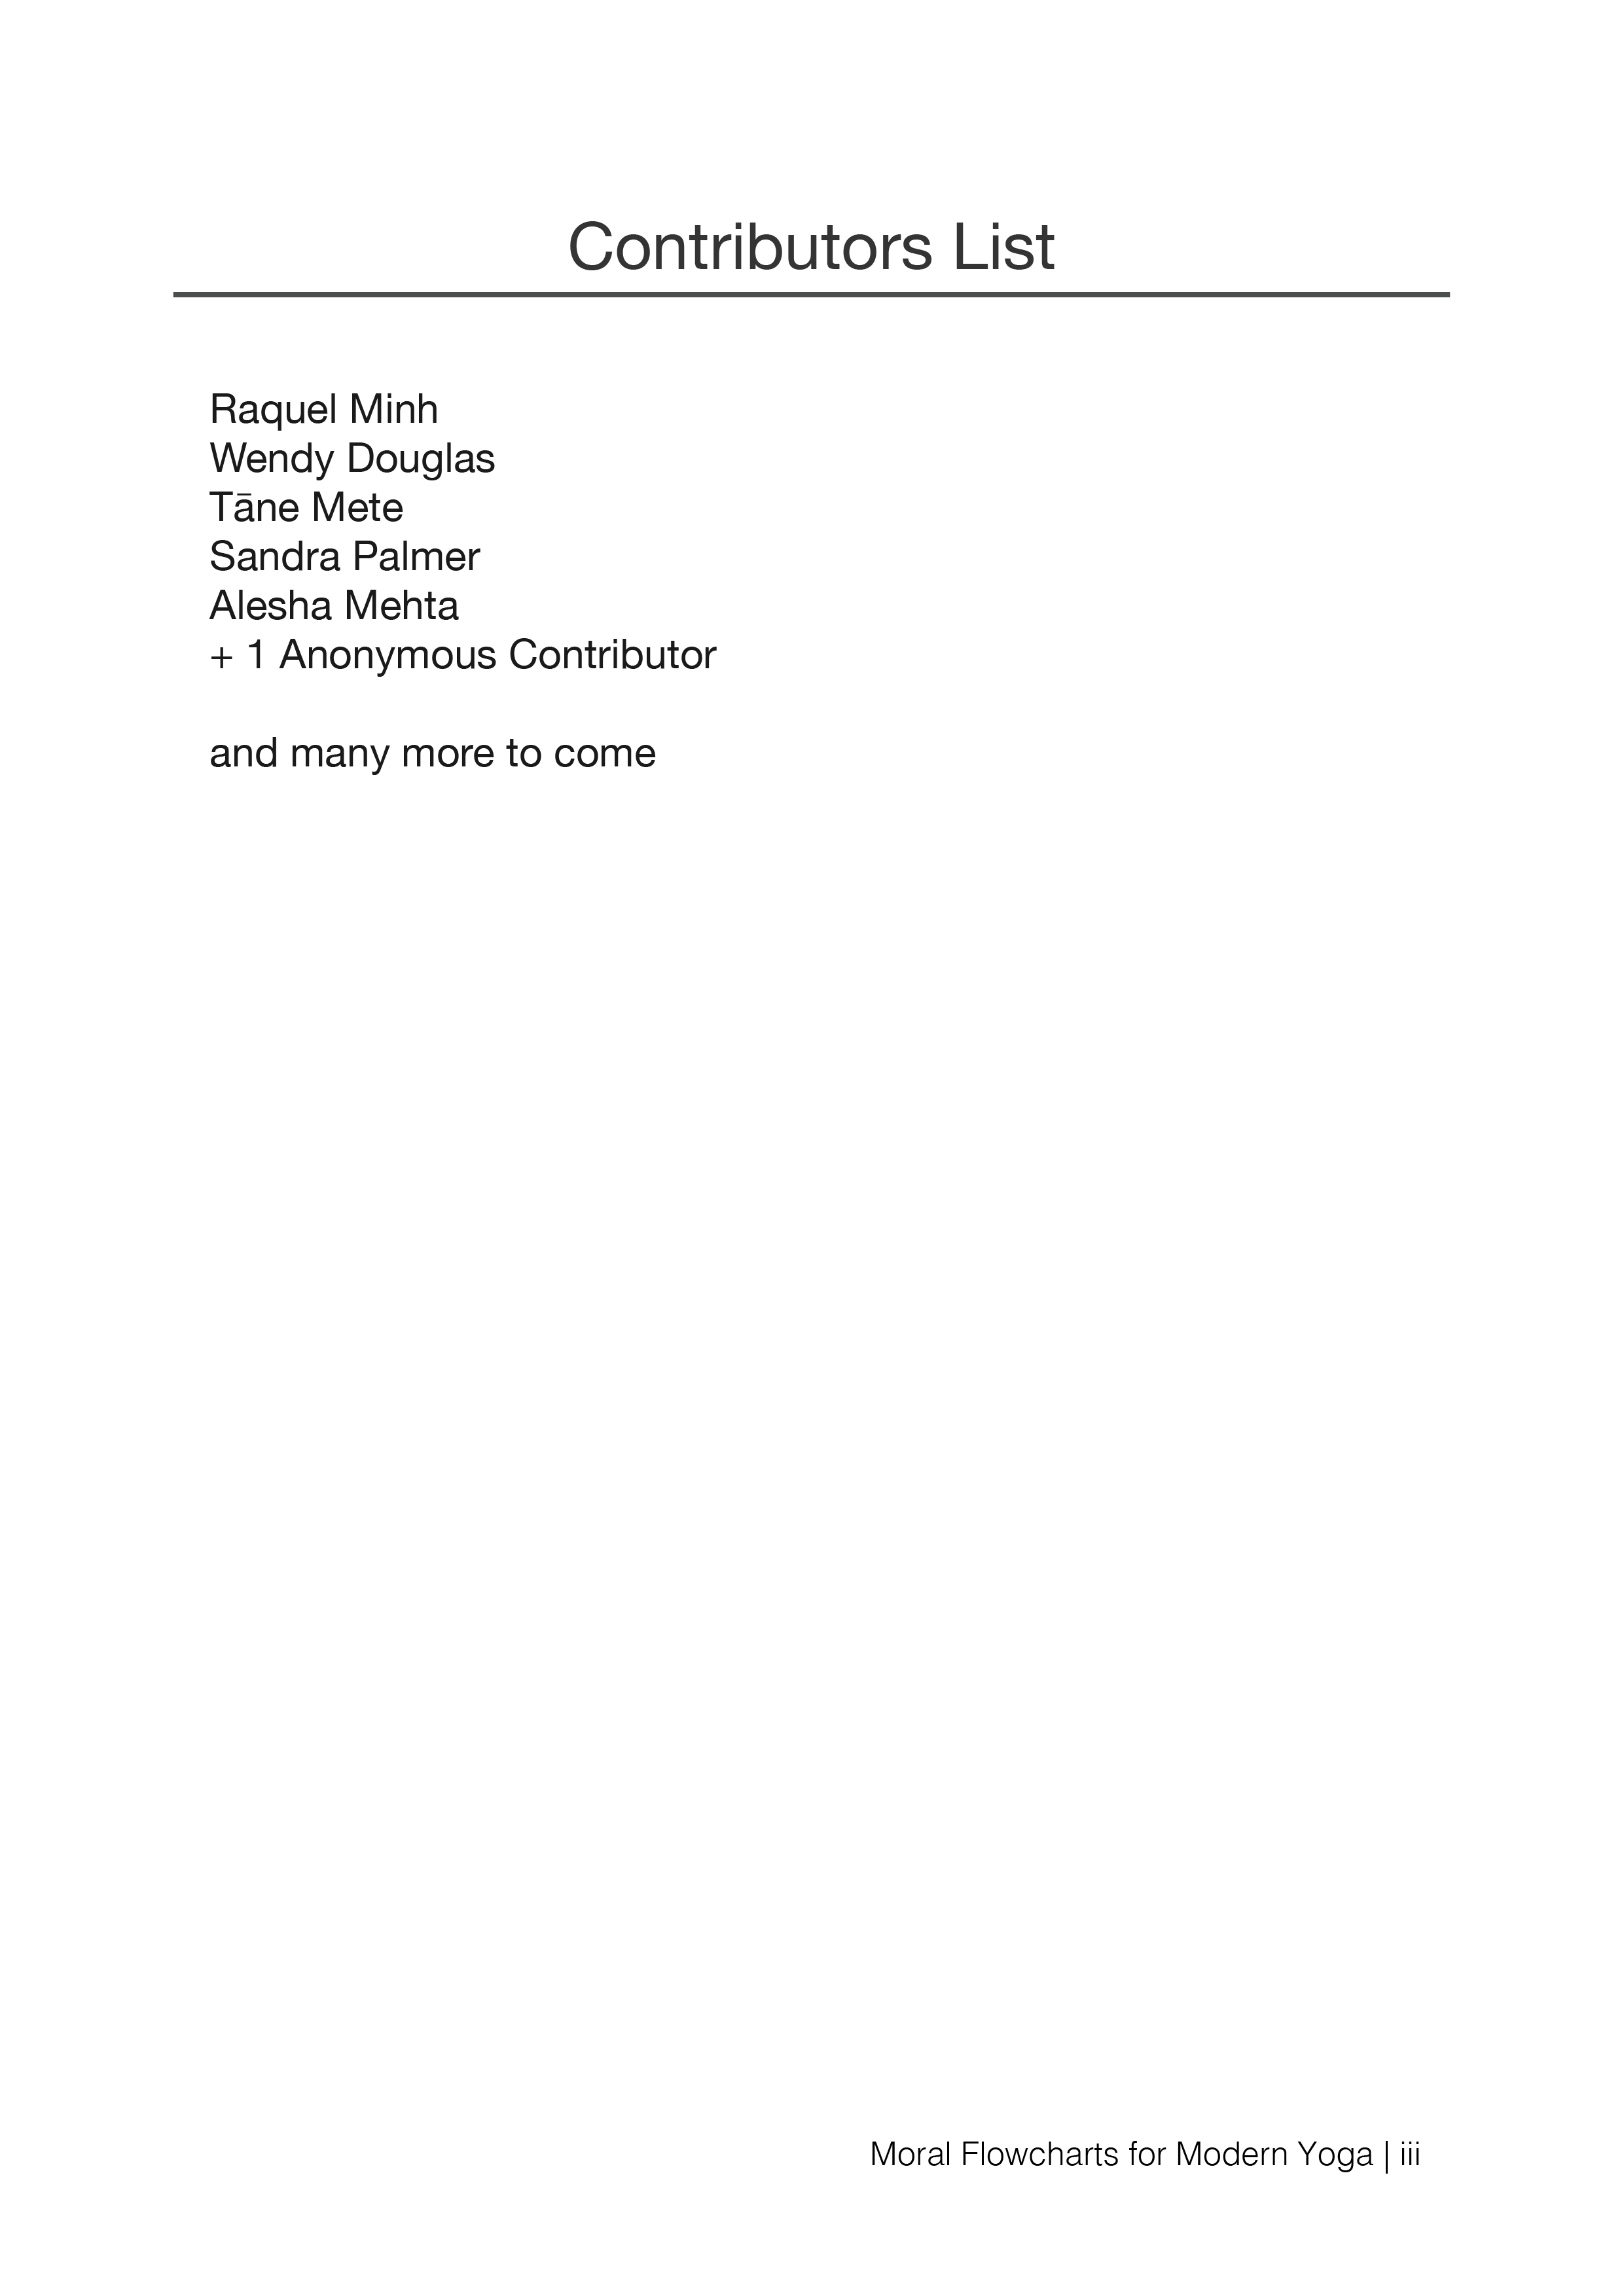 Contributors List
Raquel Minh
Wendy Douglas
Tāne Mete
Sandra Palmer
Alesha Mehta
+ 1 Anonymous Contributor
and many more to come
Moral Flowcharts for Modern Yoga | iii